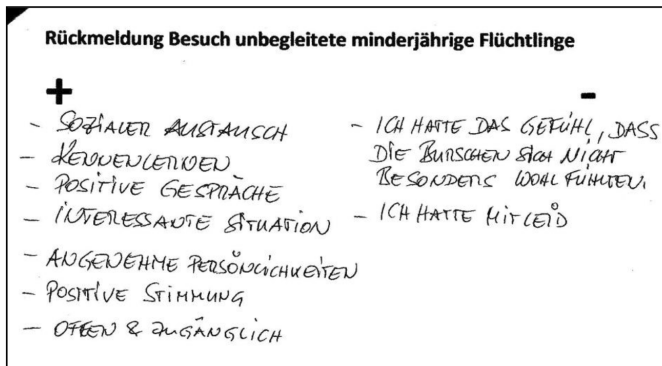 Rückmeldung Besuch unbegleitete minderjährige Flüchtlinge
+
- SOZIALER AUSTAUSCH
- KENNENLERNEN
- POSITIVE GESPRÄCHE
- INTERESSANTE SITUATION
- ANGENEHME PERSÖNLICHKEITEN
- POSITIVE STIMMUNG
- OFFEN & ZUGÄNGLICH
-
- ICH HATTE DAS GEFÜHL, DASS
DIE BURSCHEN SICH NICHT
BESONDERS WOHL FÜHLTEN.
- ICH HATTE MITLEID